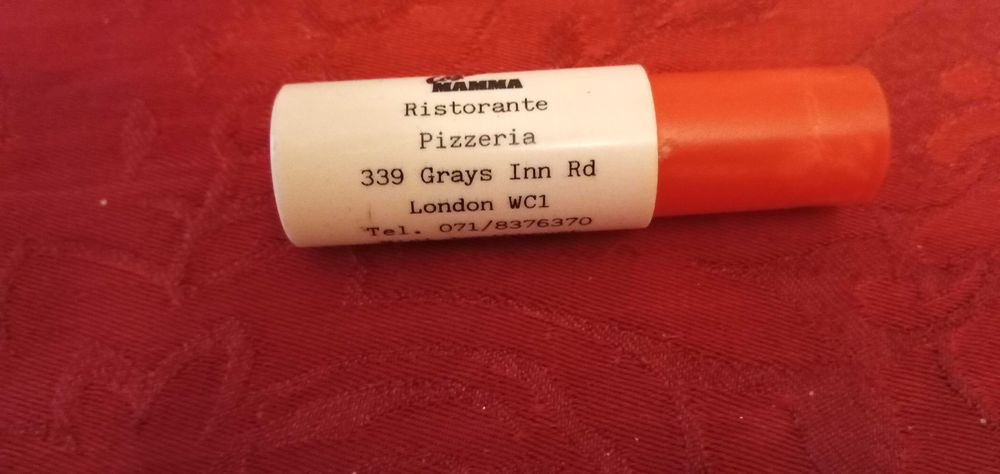 MAMMA
Ristorante
Pizzeria
339 Grays Inn Rd
London WC1
Tel. 071/8376370